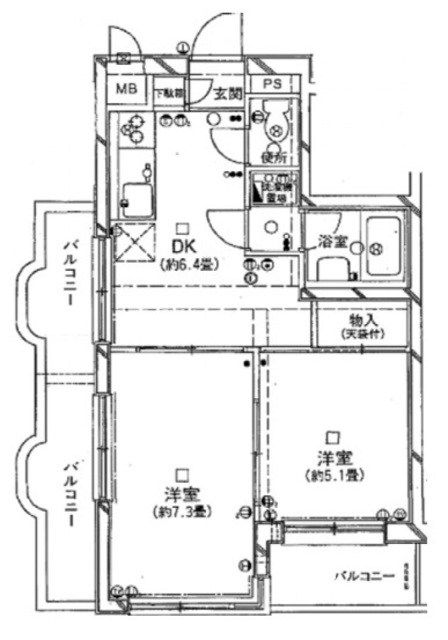 MB
下駄箱
玄関
PS
便所
洗濯機
置場
DK
(約6.4畳)
浴室
バルコニー
物入
(天袋付)
洋室
(約5.1畳)
洋室
(約7.3畳)
バルコニー
バルコニー